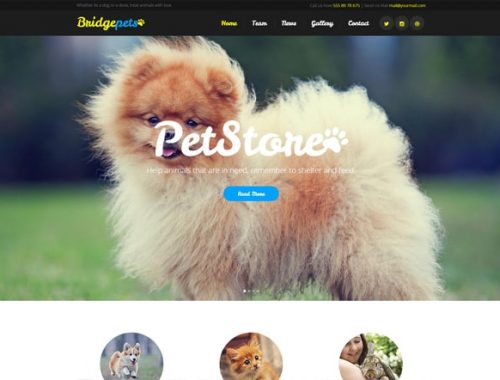 Whether its a dog or a dove, treat animals with love
Call us now 555 89 78 675 | Send us mail mail@yourmail.com
Bridgepets
Home Team News Gallery Contact
PetStore
Help animals that are in need, remember to shelter and feed
Read More